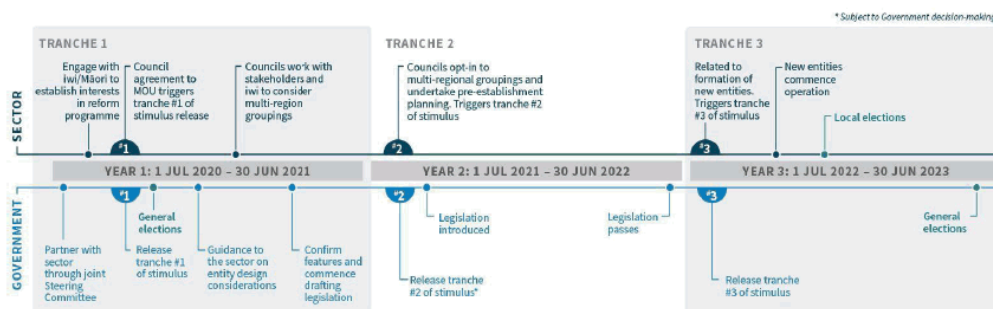 * Subject to Government decision-making
TRANCHE 1
TRANCHE 2
TRANCHE 3
SECTOR
Engage with
iwi/Māori to
establish interests
in reform
programme
Council
agreement to
MOU triggers
tranche #1 of
stimulus release
Councils work with
stakeholders and
iwi to consider
multi-region
groupings
Councils opt-in to
multi-regional groupings and
undertake pre-establishment
planning. Triggers tranche #2
of stimulus
Related to
formation of
new entities.
Triggers tranche
#3 of stimulus
New entities
commence
operation
Local elections
#1
#2
#3
YEAR 1: 1 JUL 2020 – 30 JUN 2021
YEAR 2: 1 JUL 2021 – 30 JUN 2022
YEAR 3: 1 JUL 2022 – 30 JUN 2023
GOVERNMENT
#1
#2
#3
Partner with
sector
through joint
Steering
Committee
Release
tranche #1
of stimulus
General
elections
Guidance to
the sector on
entity design
considerations
Confirm
features and
commence
drafting
legislation
Release tranche
#2 of stimulus*
Legislation
introduced
Legislation
passes
Release tranche
#3 of stimulus
General
elections